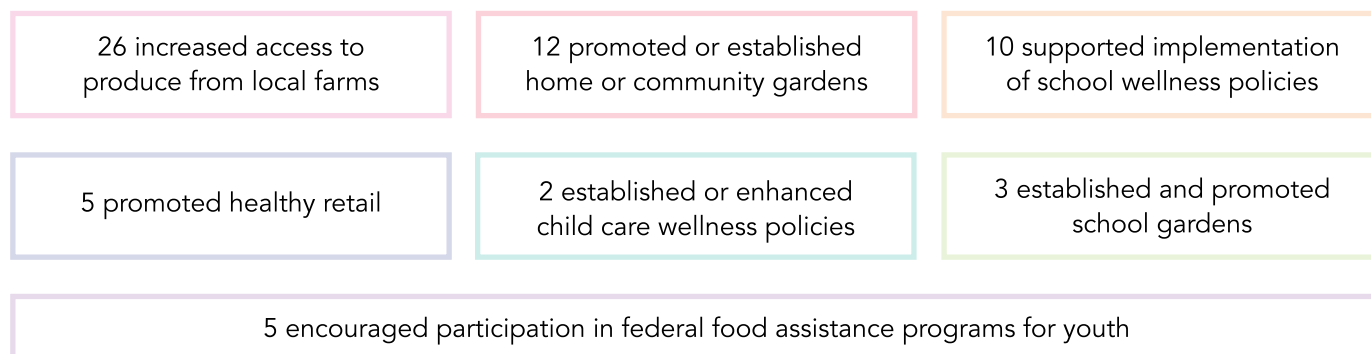 26 increased access to
produce from local farms
12 promoted or established
home or community gardens
10 supported implementation
of school wellness policies
5 promoted healthy retail
2 established or enhanced
child care wellness policies
3 established and promoted
school gardens
5 encouraged participation in federal food assistance programs for youth